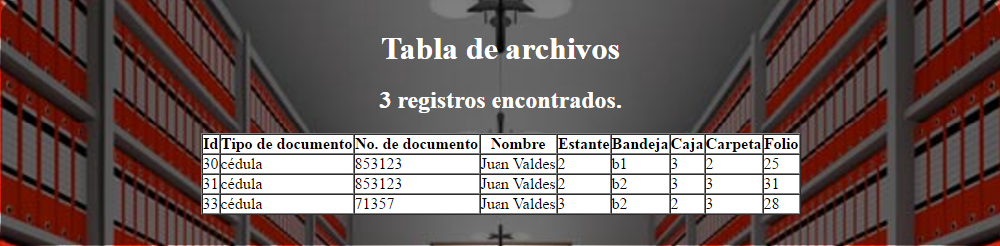 Tabla de archivos
3 registros encontrados.
Id Tipo de documento No. de documento Nombre Estante Bandeja Caja Carpeta Folio
30 cédula 853123 Juan Valdes 2 b1 3 2 25
31 cédula 853123 Juan Valdes 2 b2 3 3 31
33 cédula 71357 Juan Valdes 3 b2 2 3 28